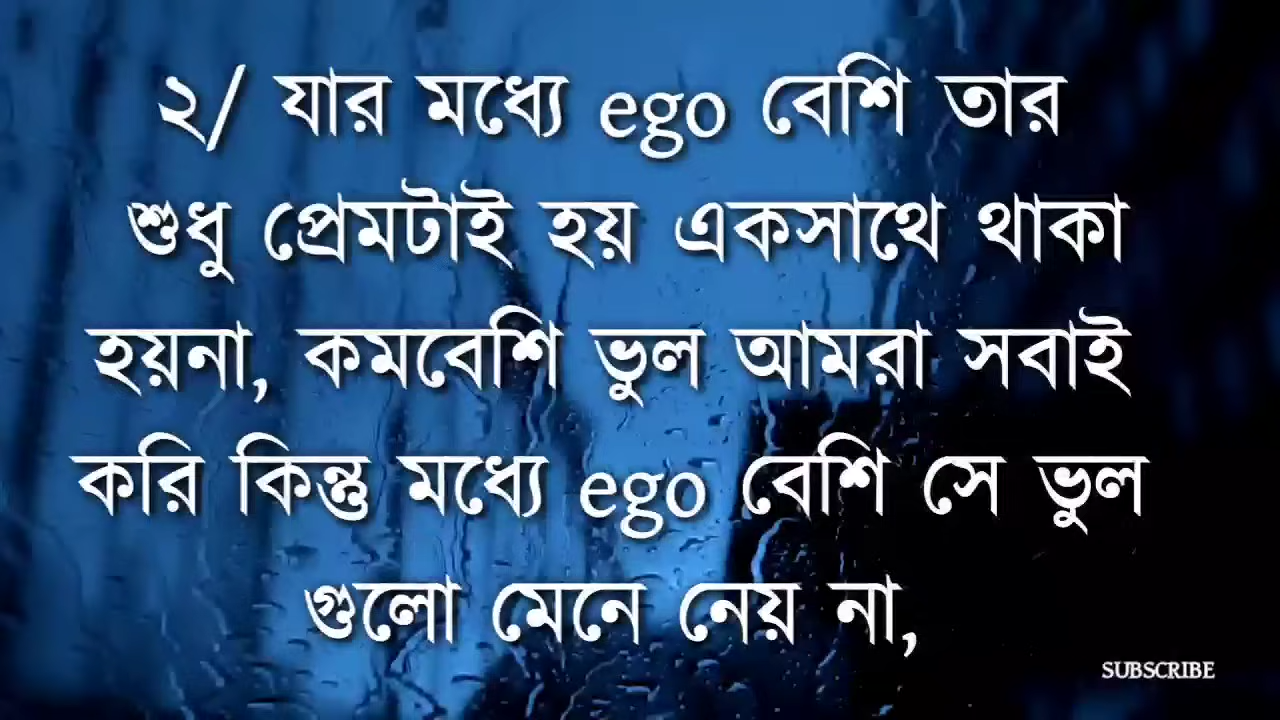 ২/ যার মধ্যে ego বেশি তার
শুধু প্রেমটাই হয় একসাথে থাকা
হয়না, কমবেশি ভুল আমরা সবাই
করি কিন্তু মধ্যে ego বেশি সে ভুল
গুলো মেনে নেয় না,
SUBSCRIBE